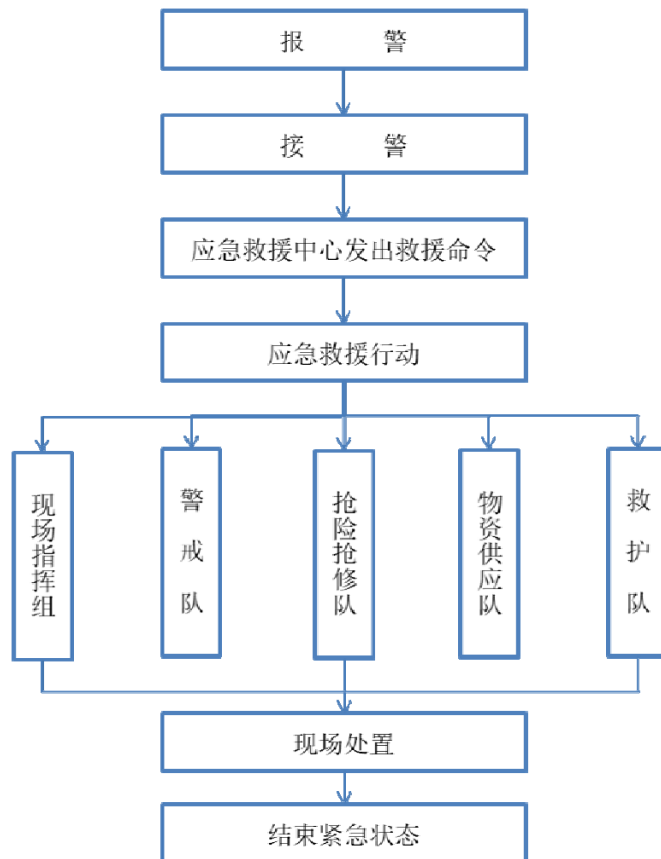 报 警
接 警
应急救援中心发出救援命令
应急救援行动
现场指挥组
警戒队
抢险抢修队
物资供应队
救护队
现场处置
结束紧急状态